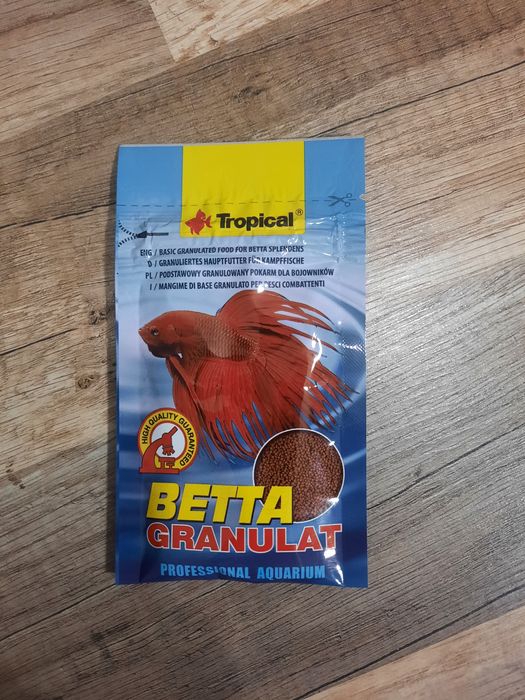 Tropical®
ENG / BASIC GRANULATED FOOD FOR BETTA SPLENDENS
D / GRANULIERTES HAUPTFUTTER FÜR KAMPFFISCHE
PL / PODSTAWOWY GRANULOWANY POKARM DLA BOJOWNIKÓW
I / MANGIME DI BASE GRANULATO PER PESCI COMBATTENTI
HIGH QUALITY GUARANTEED
BETTA
GRANULAT
PROFESSIONAL AQUARIUM